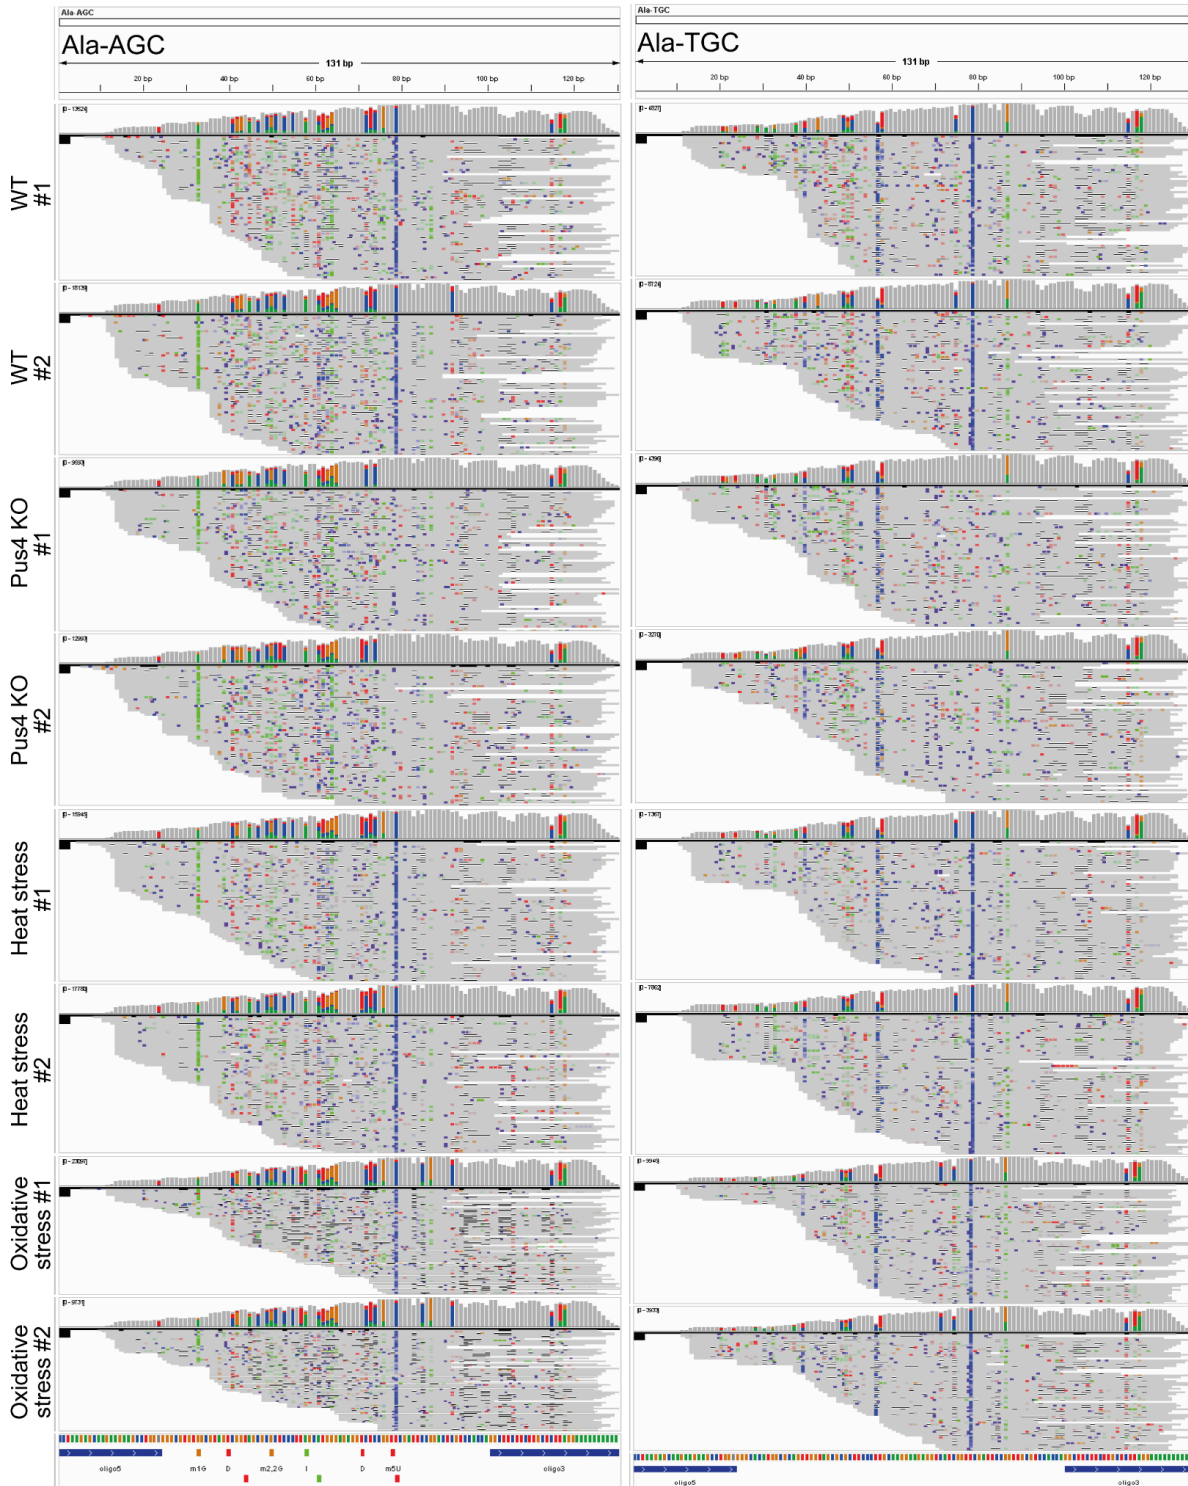 Ala-AGC
Ala-AGC
131 bp
20 bp
40 bp
60 bp
80 bp
100 bp
120 bp
Ala-TGC
Ala-TGC
131 bp
20 bp
40 bp
60 bp
80 bp
100 bp
120 bp
WT
#1
WT
#2
Pus4 KO
#1
Pus4 KO
#2
Heat stress
#1
Heat stress
#2
Oxidative
stress #1
Oxidative
stress #2
oligo5
m1G
D
m2,2G
I
D
m5U
oligo3
oligo5
oligo3